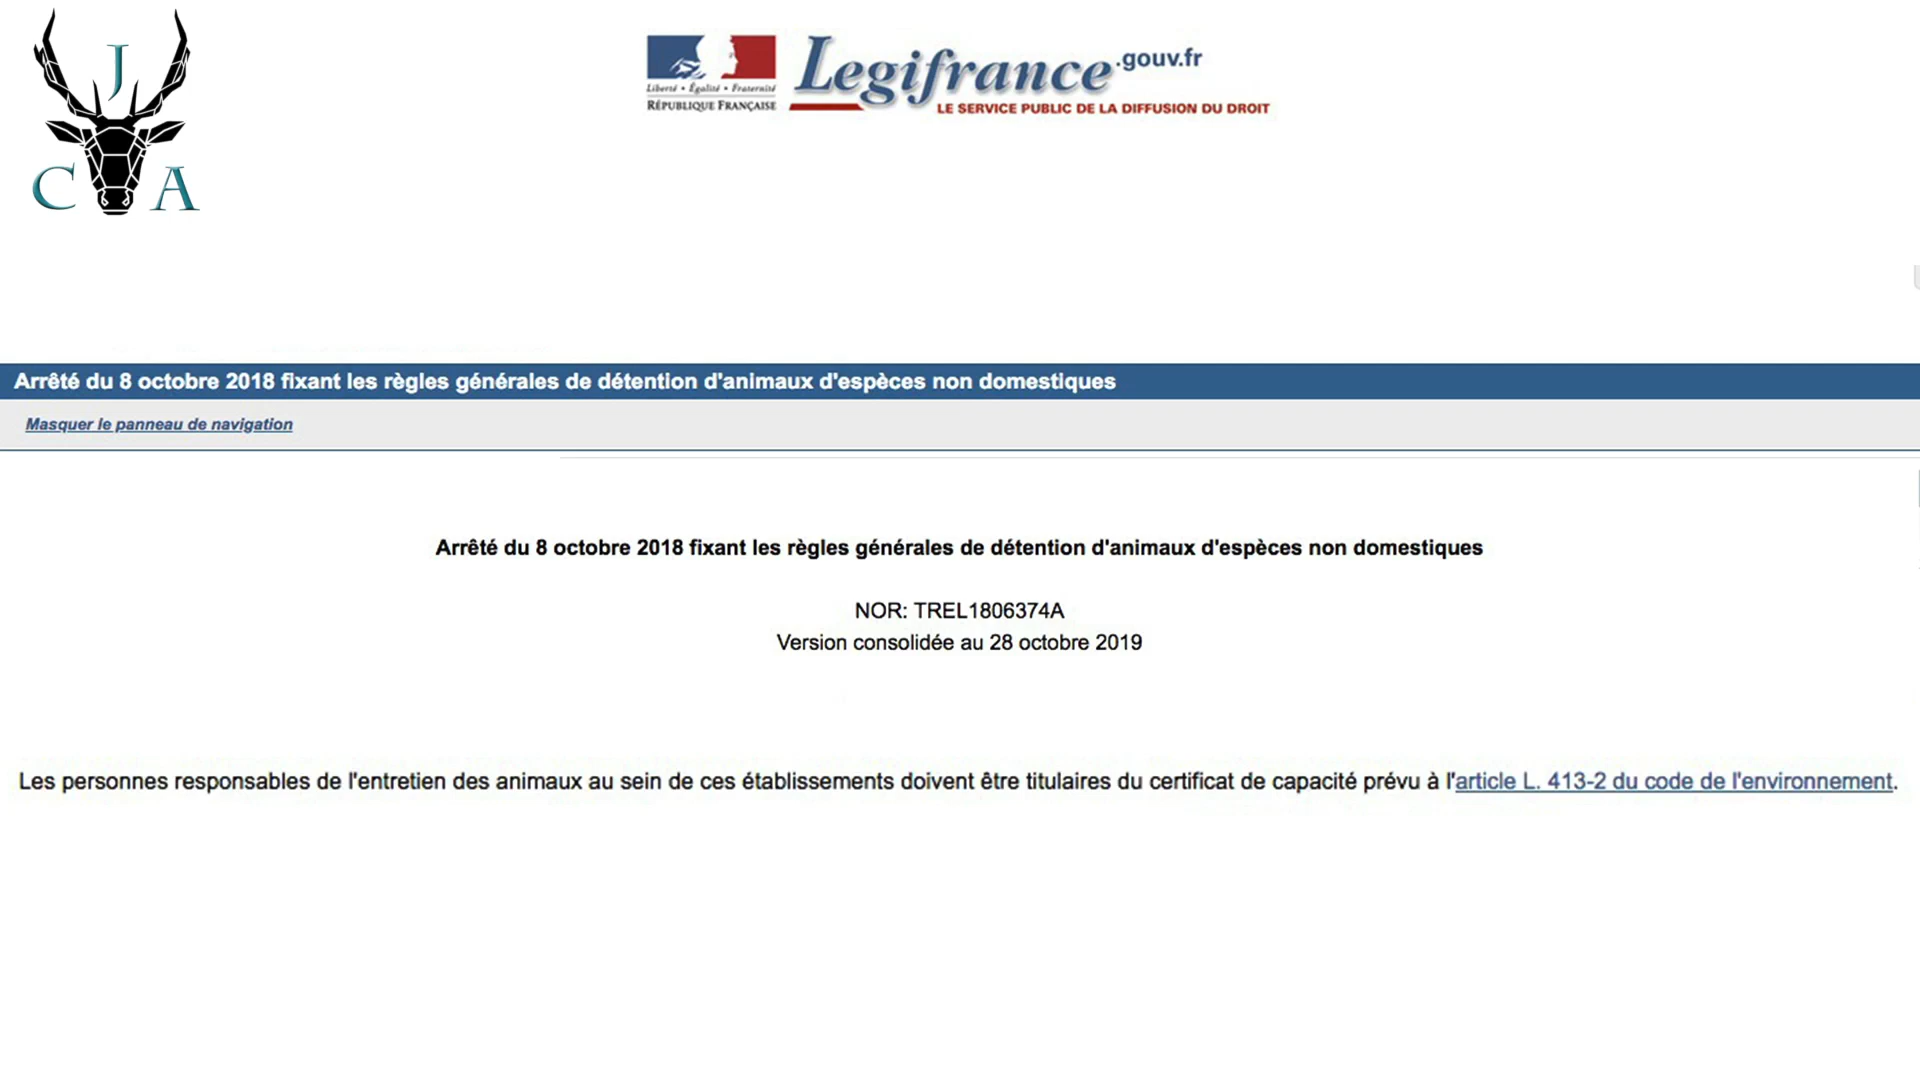 J
C A
Liberté • Égalité • Fraternité
RÉPUBLIQUE FRANÇAISE
Legifrance.gouv.fr
LE SERVICE PUBLIC DE LA DIFFUSION DU DROIT
Arrêté du 8 octobre 2018 fixant les règles générales de détention d'animaux d'espèces non domestiques
Masquer le panneau de navigation
Arrêté du 8 octobre 2018 fixant les règles générales de détention d'animaux d'espèces non domestiques
NOR: TREL1806374A
Version consolidée au 28 octobre 2019
Les personnes responsables de l'entretien des animaux au sein de ces établissements doivent être titulaires du certificat de capacité prévu à l'article L. 413-2 du code de l'environnement.